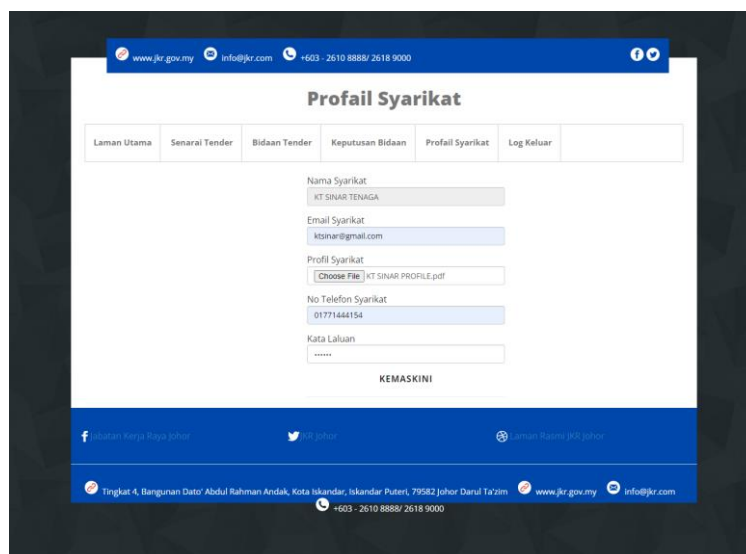 www.jkr.gov.my info@jkr.com +603 - 2610 8888/ 2618 9000
Profail Syarikat
Laman Utama Senarai Tender Bidaan Tender Keputusan Bidaan Profail Syarikat Log Keluar
Nama Syarikat
KT SINAR TENAGA
Email Syarikat
ktsinar@gmail.com
Profil Syarikat
Choose File KT SINAR PROFILE.pdf
No Telefon Syarikat
01771444154
Kata Laluan
••••••
KEMASKINI
Jabatan Kerja Raya Johor JKR Johor Laman Rasmi JKR Johor
Tingkat 4, Bangunan Dato' Abdul Rahman Andak, Kota Iskandar, Iskandar Puteri, 79582 Johor Darul Ta'zim www.jkr.gov.my info@jkr.com
+603 - 2610 8888/ 2618 9000